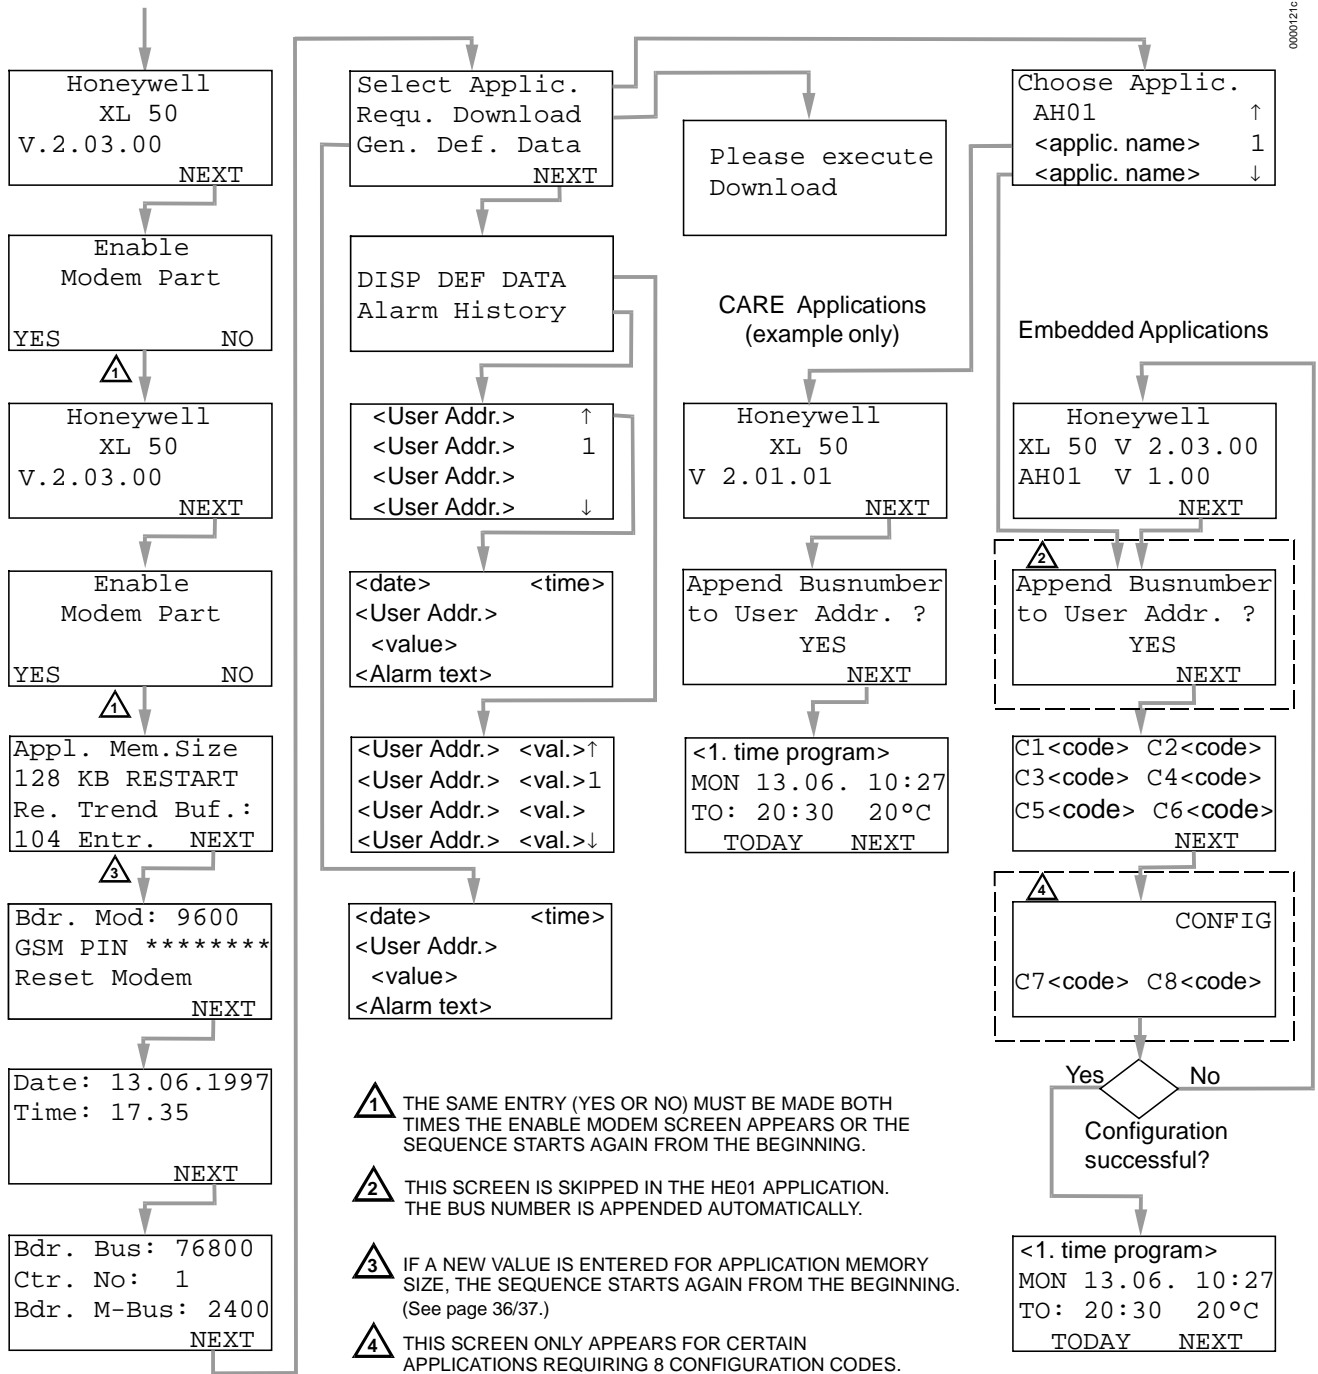 0000121c
Honeywell
XL 50
V.2.03.00
NEXT
Enable
Modem Part
YES NO
1
Honeywell
XL 50
V.2.03.00
NEXT
Enable
Modem Part
YES NO
1
Appl. Mem.Size
128 KB RESTART
Re. Trend Buf.:
104 Entr. NEXT
3
Bdr. Mod: 9600
GSM PIN ********
Reset Modem
NEXT
Date: 13.06.1997
Time: 17.35
NEXT
Bdr. Bus: 76800
Ctr. No: 1
Bdr. M-Bus: 2400
NEXT
Select Applic.
Requ. Download
Gen. Def. Data
NEXT
DISP DEF DATA
Alarm History
<User Addr.> ↑
<User Addr.> 1
<User Addr.>
<User Addr.> ↓
<date> <time>
<User Addr.>
<value>
<Alarm text>
<User Addr.> <val.>↑
<User Addr.> <val.>1
<User Addr.> <val.>
<User Addr.> <val.>↓
<date> <time>
<User Addr.>
<value>
<Alarm text>
Please execute
Download
CARE Applications
(example only)
Honeywell
XL 50
V 2.01.01
NEXT
Append Busnumber
to User Addr. ?
YES
NEXT
<1. time program>
MON 13.06. 10:27
TO: 20:30 20°C
TODAY NEXT
Choose Applic.
AH01 ↑
<applic. name> 1
<applic. name> ↓
Embedded Applications
Honeywell
XL 50 V 2.03.00
AH01 V 1.00
NEXT
2
Append Busnumber
to User Addr. ?
YES
NEXT
C1<code> C2<code>
C3<code> C4<code>
C5<code> C6<code>
NEXT
4
CONFIG
C7<code> C8<code>
Yes No
Configuration
successful?
<1. time program>
MON 13.06. 10:27
TO: 20:30 20°C
TODAY NEXT
1 THE SAME ENTRY (YES OR NO) MUST BE MADE BOTH
TIMES THE ENABLE MODEM SCREEN APPEARS OR THE
SEQUENCE STARTS AGAIN FROM THE BEGINNING.
2 THIS SCREEN IS SKIPPED IN THE HE01 APPLICATION.
THE BUS NUMBER IS APPENDED AUTOMATICALLY.
3 IF A NEW VALUE IS ENTERED FOR APPLICATION MEMORY
SIZE, THE SEQUENCE STARTS AGAIN FROM THE BEGINNING.
(See page 36/37.)
4 THIS SCREEN ONLY APPEARS FOR CERTAIN
APPLICATIONS REQUIRING 8 CONFIGURATION CODES.